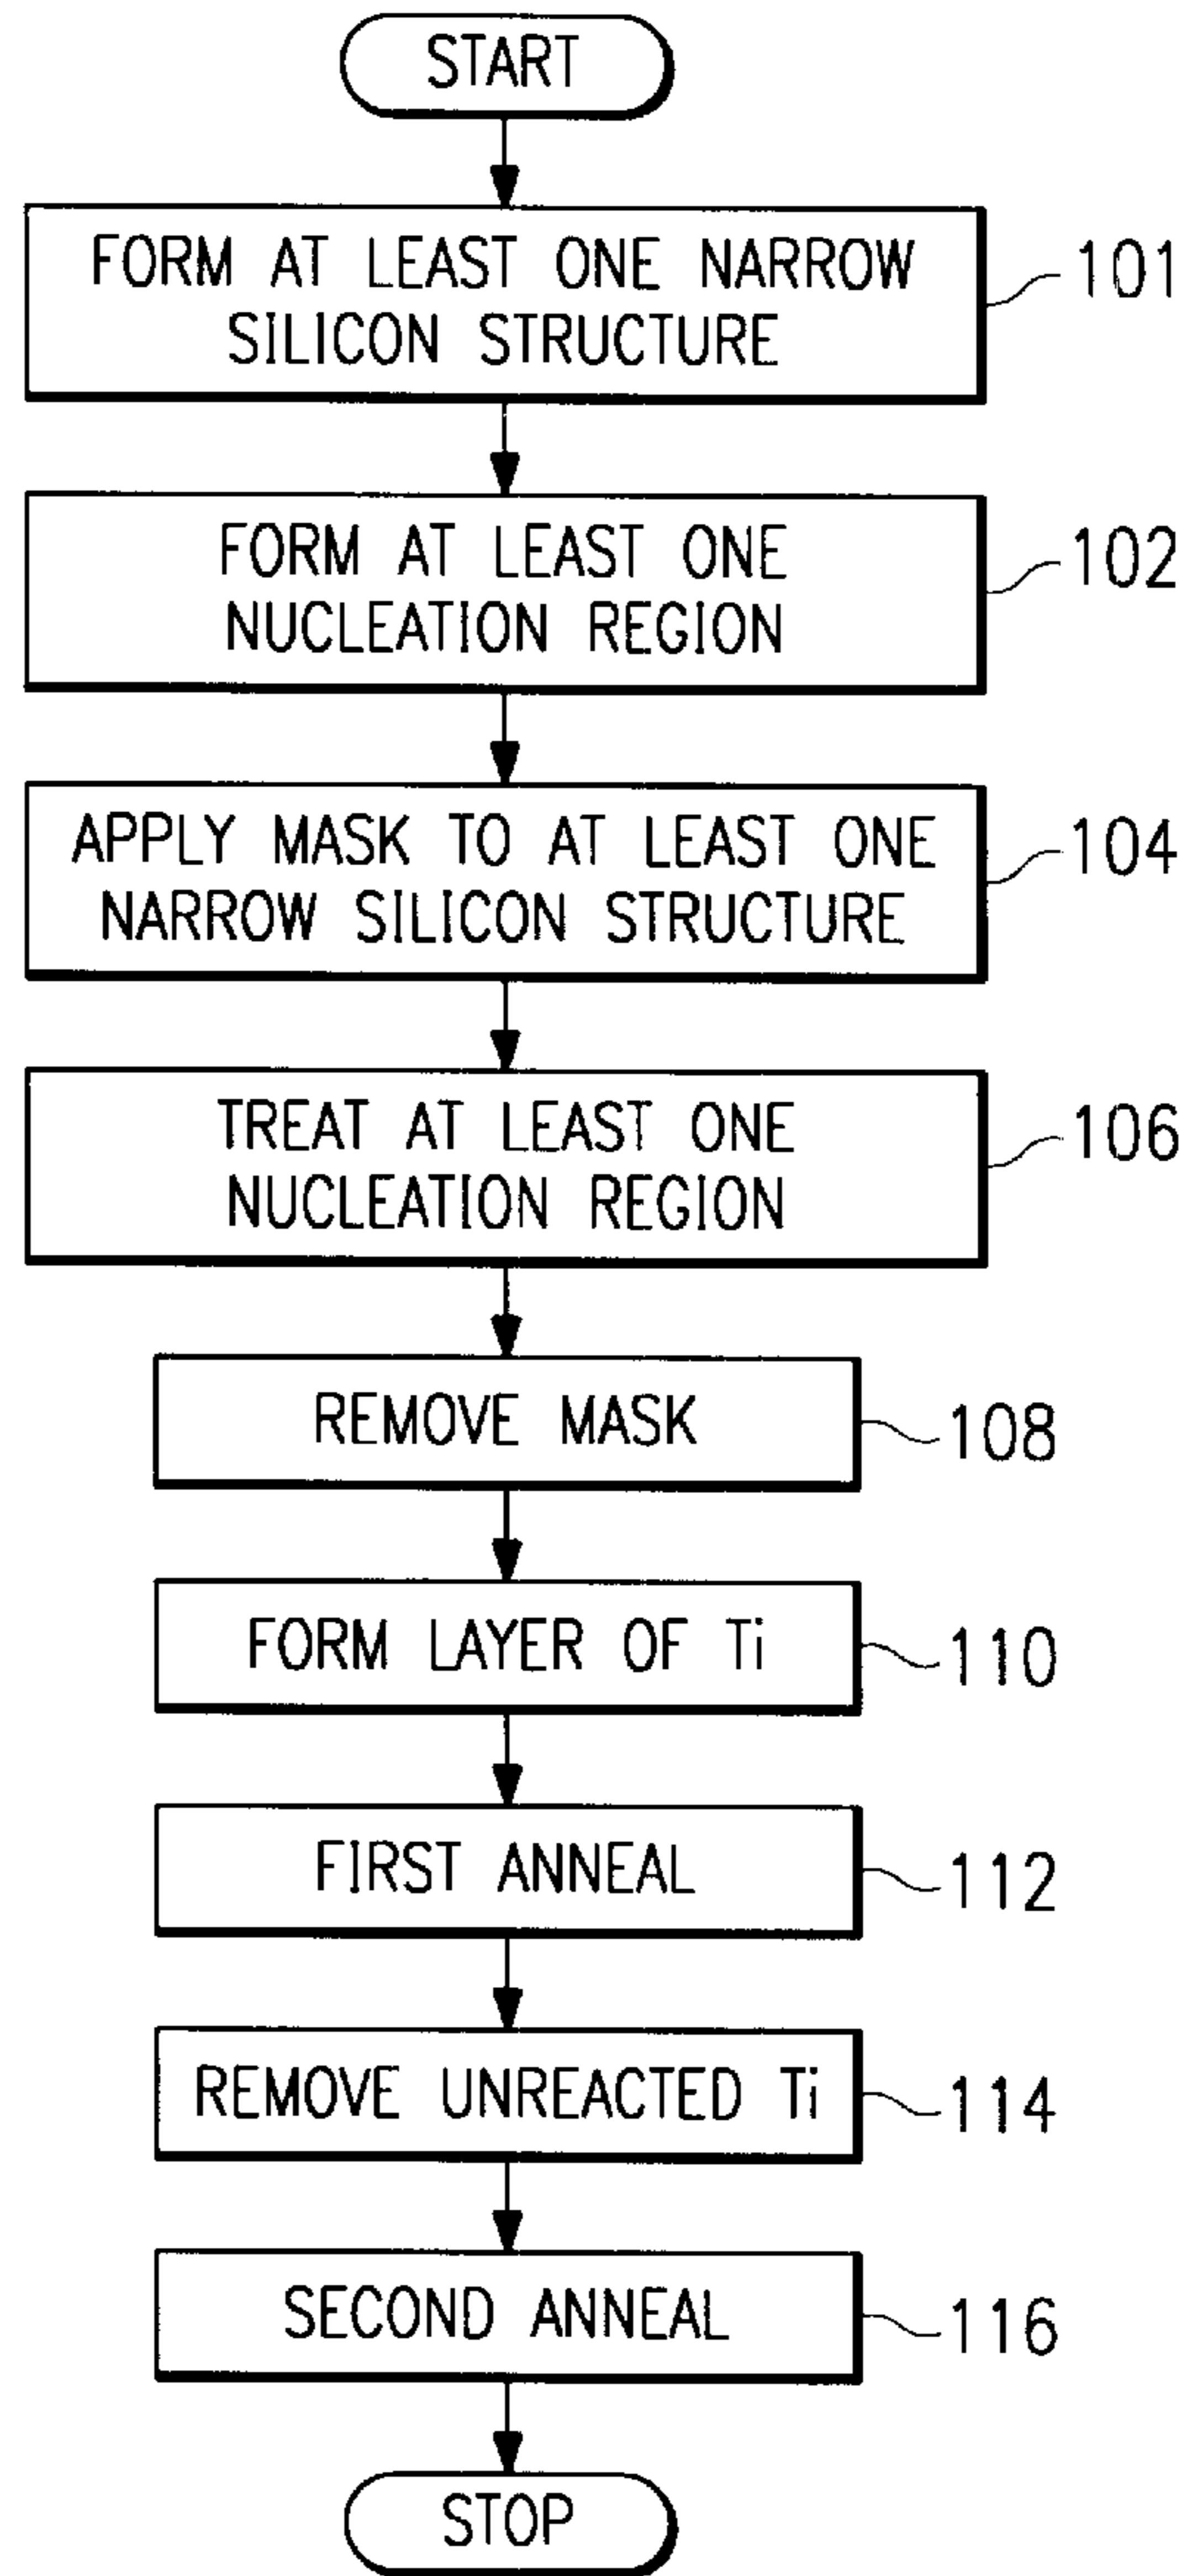 START
FORM AT LEAST ONE NARROW
SILICON STRUCTURE
101
FORM AT LEAST ONE
NUCLEATION REGION
102
APPLY MASK TO AT LEAST ONE
NARROW SILICON STRUCTURE
104
TREAT AT LEAST ONE
NUCLEATION REGION
106
REMOVE MASK
108
FORM LAYER OF Ti
110
FIRST ANNEAL
112
REMOVE UNREACTED Ti
114
SECOND ANNEAL
116
STOP